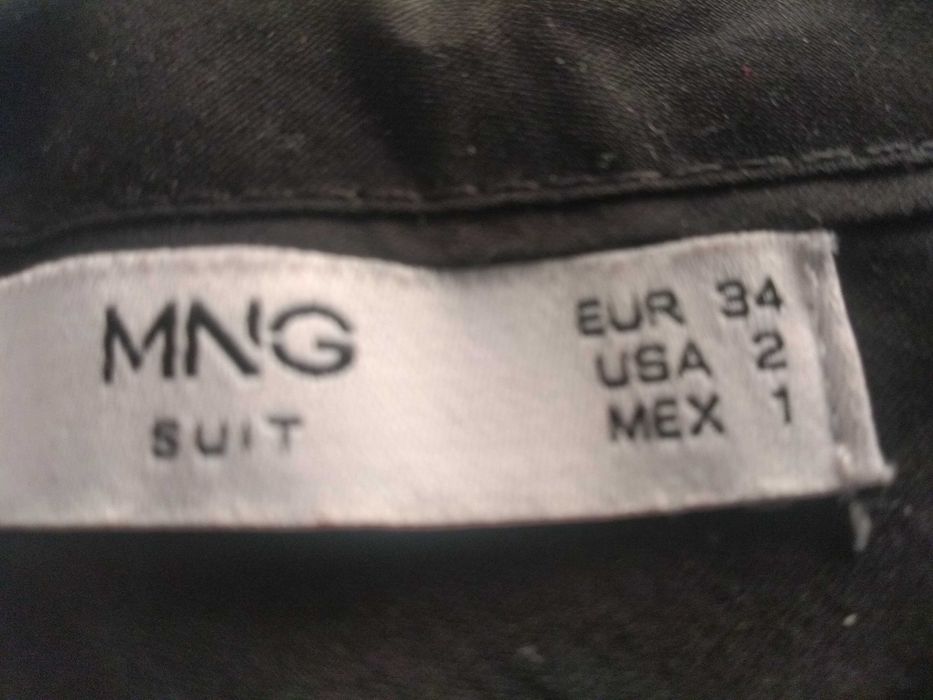 MNG
SUIT
EUR 34
USA 2
MEX 1